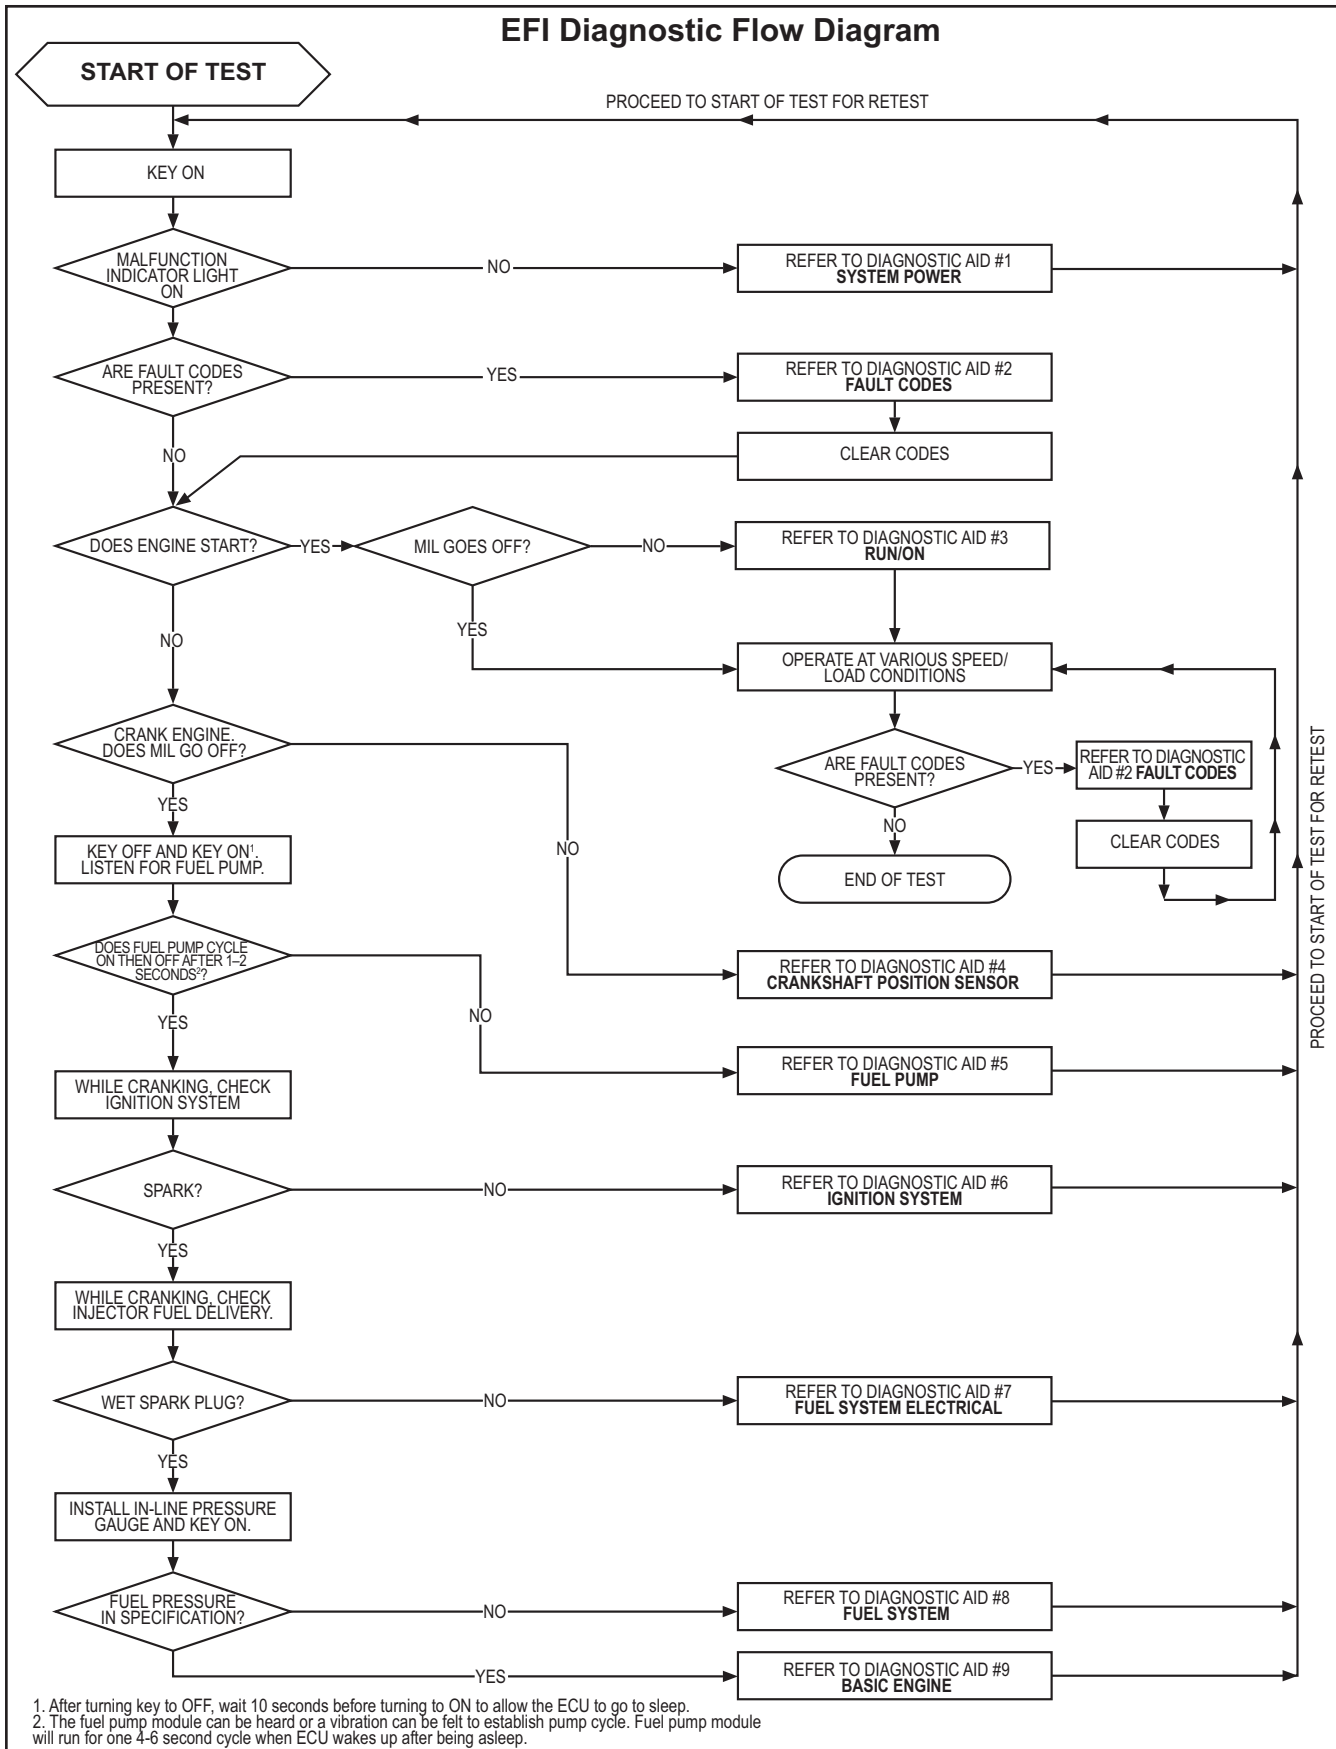 EFI Diagnostic Flow Diagram
START OF TEST
PROCEED TO START OF TEST FOR RETEST
KEY ON
MALFUNCTION
INDICATOR LIGHT
ON
NO
REFER TO DIAGNOSTIC AID #1
SYSTEM POWER
ARE FAULT CODES
PRESENT?
YES
REFER TO DIAGNOSTIC AID #2
FAULT CODES
CLEAR CODES
NO
DOES ENGINE START?
YES
MIL GOES OFF?
NO
REFER TO DIAGNOSTIC AID #3
RUN/ON
YES
NO
OPERATE AT VARIOUS SPEED/
LOAD CONDITIONS
CRANK ENGINE.
DOES MIL GO OFF?
ARE FAULT CODES
PRESENT?
YES
REFER TO DIAGNOSTIC
AID #2 FAULT CODES
CLEAR CODES
NO
END OF TEST
PROCEED TO START OF TEST FOR RETEST
YES
NO
KEY OFF AND KEY ON¹.
LISTEN FOR FUEL PUMP.
DOES FUEL PUMP CYCLE
ON THEN OFF AFTER 1–2
SECONDS²?
REFER TO DIAGNOSTIC AID #4
CRANKSHAFT POSITION SENSOR
YES
NO
REFER TO DIAGNOSTIC AID #5
FUEL PUMP
WHILE CRANKING, CHECK
IGNITION SYSTEM
SPARK?
NO
REFER TO DIAGNOSTIC AID #6
IGNITION SYSTEM
YES
WHILE CRANKING, CHECK
INJECTOR FUEL DELIVERY.
WET SPARK PLUG?
NO
REFER TO DIAGNOSTIC AID #7
FUEL SYSTEM ELECTRICAL
YES
INSTALL IN-LINE PRESSURE
GAUGE AND KEY ON.
FUEL PRESSURE
IN SPECIFICATION?
NO
REFER TO DIAGNOSTIC AID #8
FUEL SYSTEM
YES
REFER TO DIAGNOSTIC AID #9
BASIC ENGINE
1. After turning key to OFF, wait 10 seconds before turning to ON to allow the ECU to go to sleep.
2. The fuel pump module can be heard or a vibration can be felt to establish pump cycle. Fuel pump module
will run for one 4-6 second cycle when ECU wakes up after being asleep.